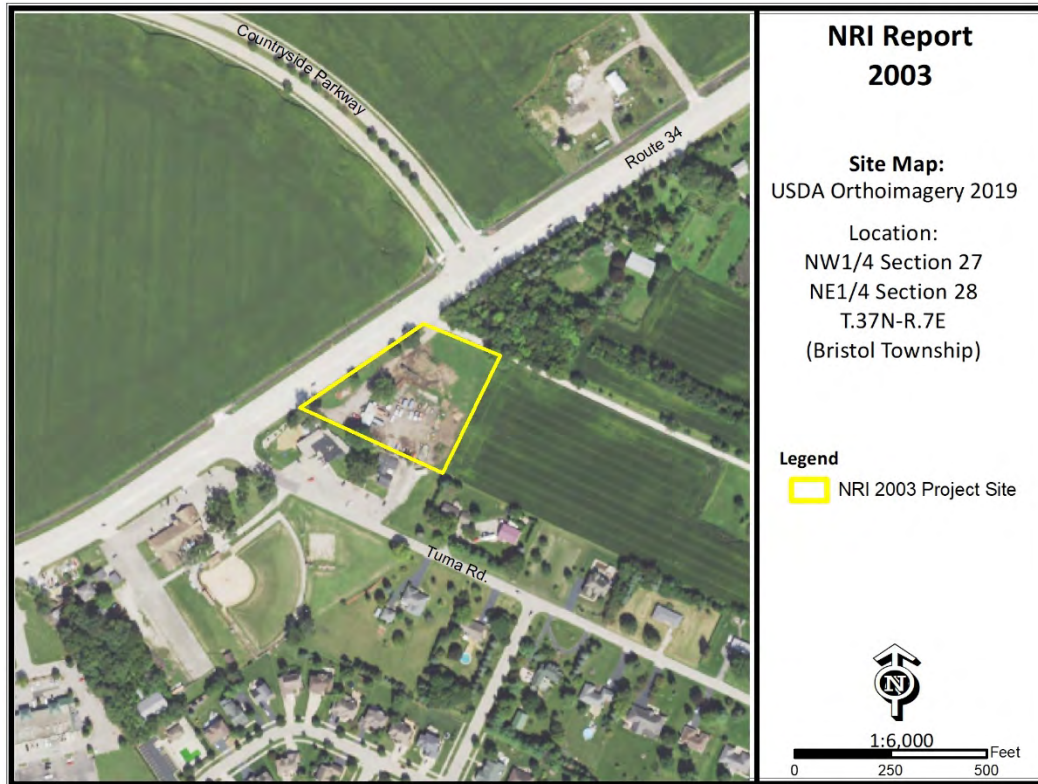 Countryside Parkway
Route 34
Tuma Rd.
NRI Report
2003
Site Map:
USDA Orthoimagery 2019
Location:
NW1/4 Section 27
NE1/4 Section 28
T.37N-R.7E
(Bristol Township)
Legend
NRI 2003 Project Site
N
1:6,000
Feet
0 250 500